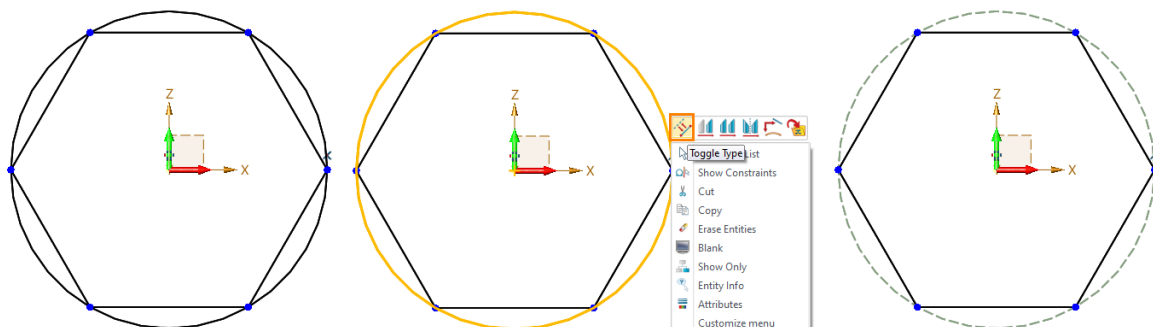 Z
X
Z
X
Toggle Type
List
Show Constraints
Cut
Copy
Erase Entities
Blank
Show Only
Entity Info
Attributes
Customize menu
Z
X